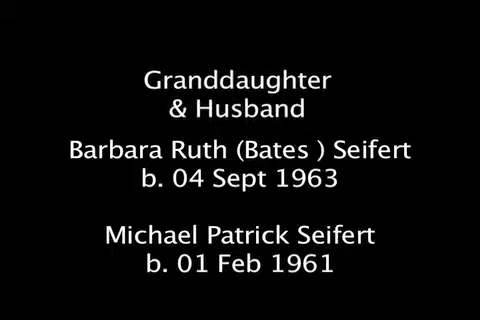 Granddaughter
& Husband
Barbara Ruth (Bates ) Seifert
b. 04 Sept 1963
Michael Patrick Seifert
b. 01 Feb 1961